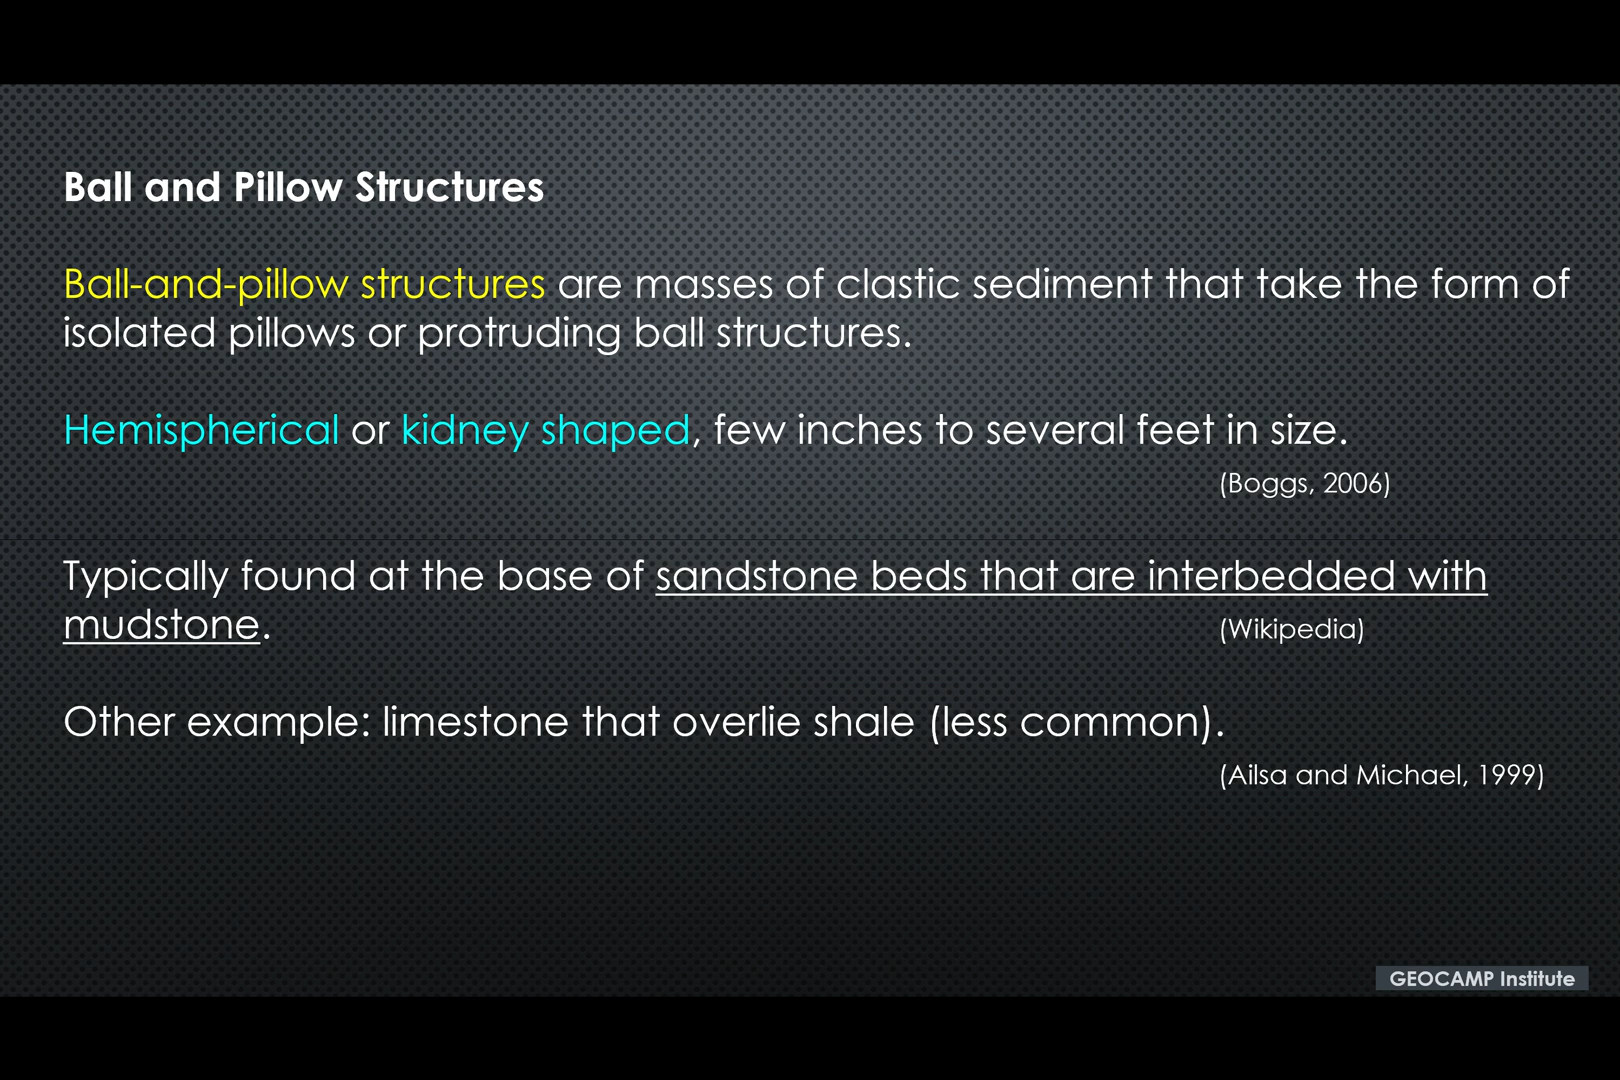 Ball and Pillow Structures
Ball-and-pillow structures are masses of clastic sediment that take the form of
isolated pillows or protruding ball structures.
Hemispherical or kidney shaped, few inches to several feet in size.
(Boggs, 2006)
Typically found at the base of sandstone beds that are interbedded with
mudstone. (Wikipedia)
Other example: limestone that overlie shale (less common).
(Ailsa and Michael, 1999)
GEOCAMP Institute